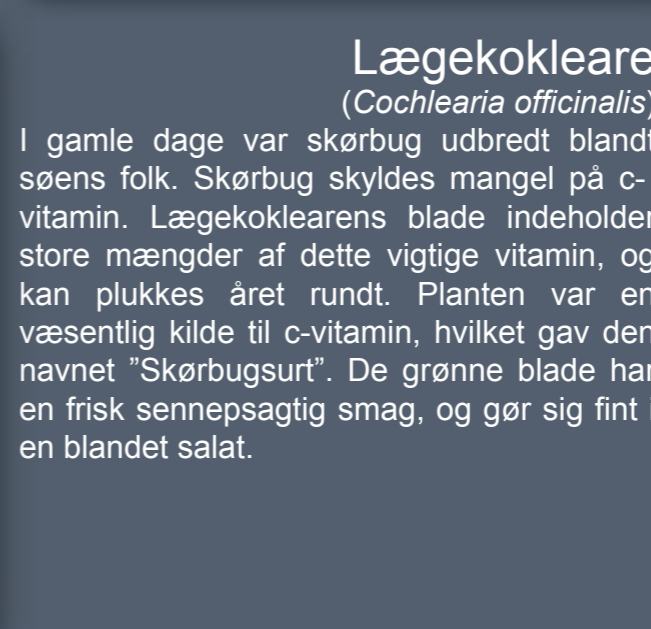 Lægekokleare
(Cochlearia officinalis)
I gamle dage var skørbug udbredt blandt
søens folk. Skørbug skyldes mangel på c-
vitamin. Lægekoklearens blade indeholder
store mængder af dette vigtige vitamin, og
kan plukkes året rundt. Planten var en
væsentlig kilde til c-vitamin, hvilket gav den
navnet ”Skørbugsurt”. De grønne blade har
en frisk sennepsagtig smag, og gør sig fint i
en blandet salat.